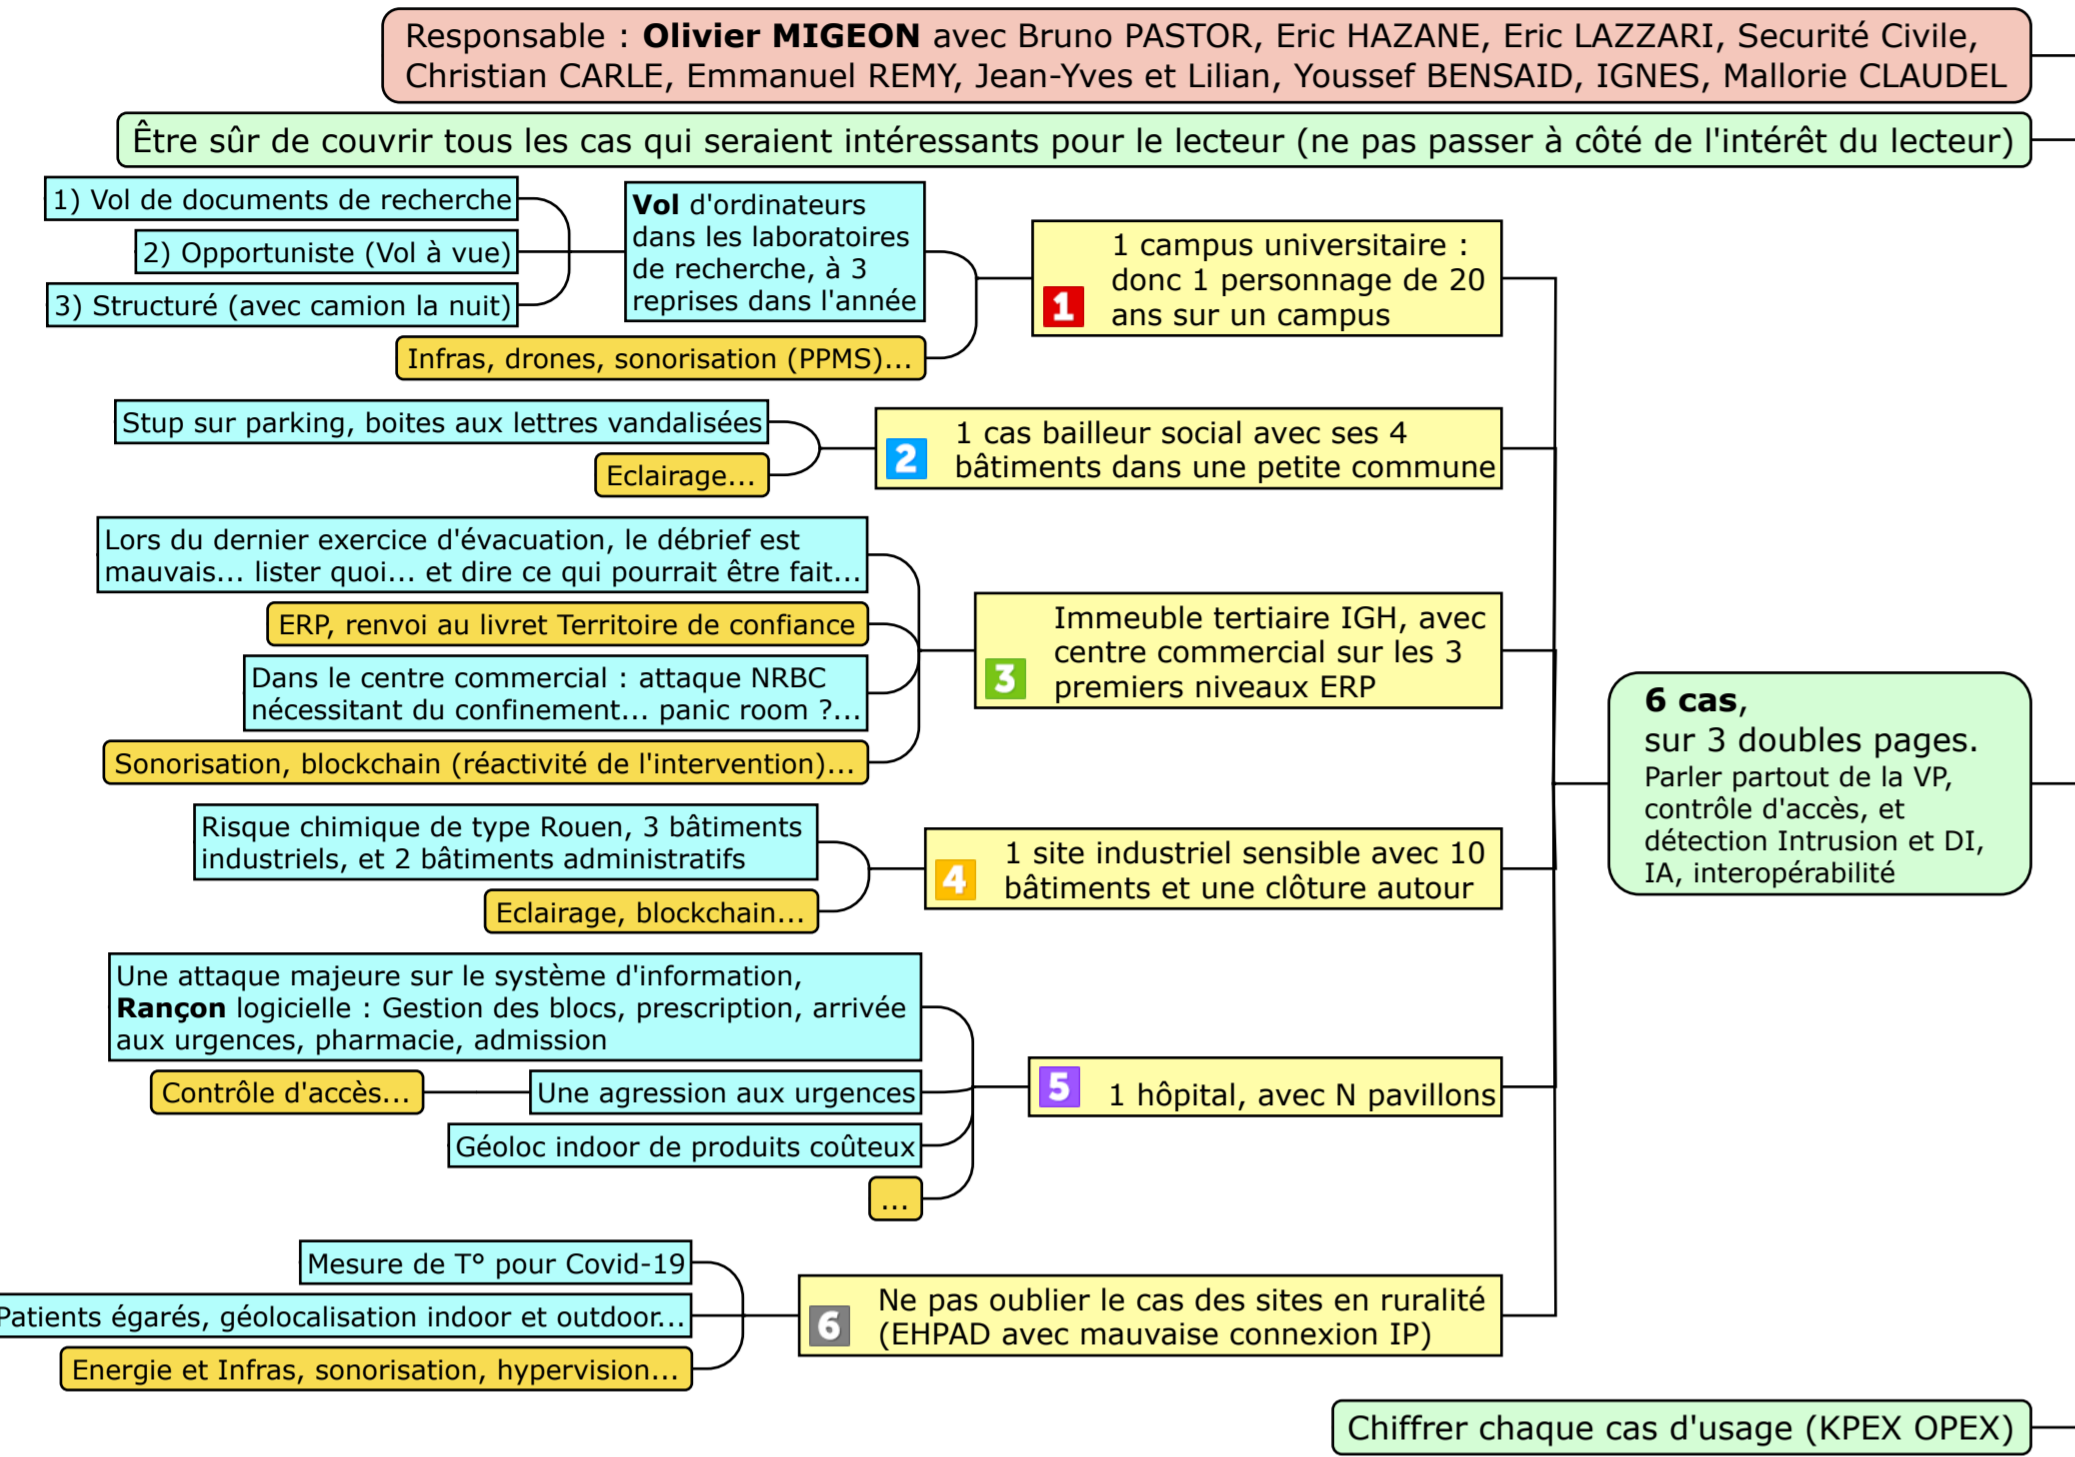 Responsable : Olivier MIGEON avec Bruno PASTOR, Eric HAZANE, Eric LAZZARI, Securité Civile,
Christian CARLE, Emmanuel REMY, Jean-Yves et Lilian, Youssef BENSAID, IGNES, Mallorie CLAUDEL
Être sûr de couvrir tous les cas qui seraient intéressants pour le lecteur (ne pas passer à côté de l'intérêt du lecteur)
6 cas,
sur 3 doubles pages.
Parler partout de la VP,
contrôle d'accès, et
détection Intrusion et DI,
IA, interopérabilité
1
1 campus universitaire :
donc 1 personnage de 20
ans sur un campus
Vol d'ordinateurs
dans les laboratoires
de recherche, à 3
reprises dans l'année
1) Vol de documents de recherche
2) Opportuniste (Vol à vue)
3) Structuré (avec camion la nuit)
Infras, drones, sonorisation (PPMS)...
2
1 cas bailleur social avec ses 4
bâtiments dans une petite commune
Stup sur parking, boites aux lettres vandalisées
Eclairage...
3
Immeuble tertiaire IGH, avec
centre commercial sur les 3
premiers niveaux ERP
Lors du dernier exercice d'évacuation, le débrief est
mauvais... lister quoi... et dire ce qui pourrait être fait...
ERP, renvoi au livret Territoire de confiance
Dans le centre commercial : attaque NRBC
nécessitant du confinement... panic room ?...
Sonorisation, blockchain (réactivité de l'intervention)...
4
1 site industriel sensible avec 10
bâtiments et une clôture autour
Risque chimique de type Rouen, 3 bâtiments
industriels, et 2 bâtiments administratifs
Eclairage, blockchain...
5
1 hôpital, avec N pavillons
Une attaque majeure sur le système d'information,
Rançon logicielle : Gestion des blocs, prescription, arrivée
aux urgences, pharmacie, admission
Une agression aux urgences
Contrôle d'accès...
Géoloc indoor de produits coûteux
...
6
Ne pas oublier le cas des sites en ruralité
(EHPAD avec mauvaise connexion IP)
Mesure de T° pour Covid-19
Patients égarés, géolocalisation indoor et outdoor...
Energie et Infras, sonorisation, hypervision...
Chiffrer chaque cas d'usage (KPEX OPEX)